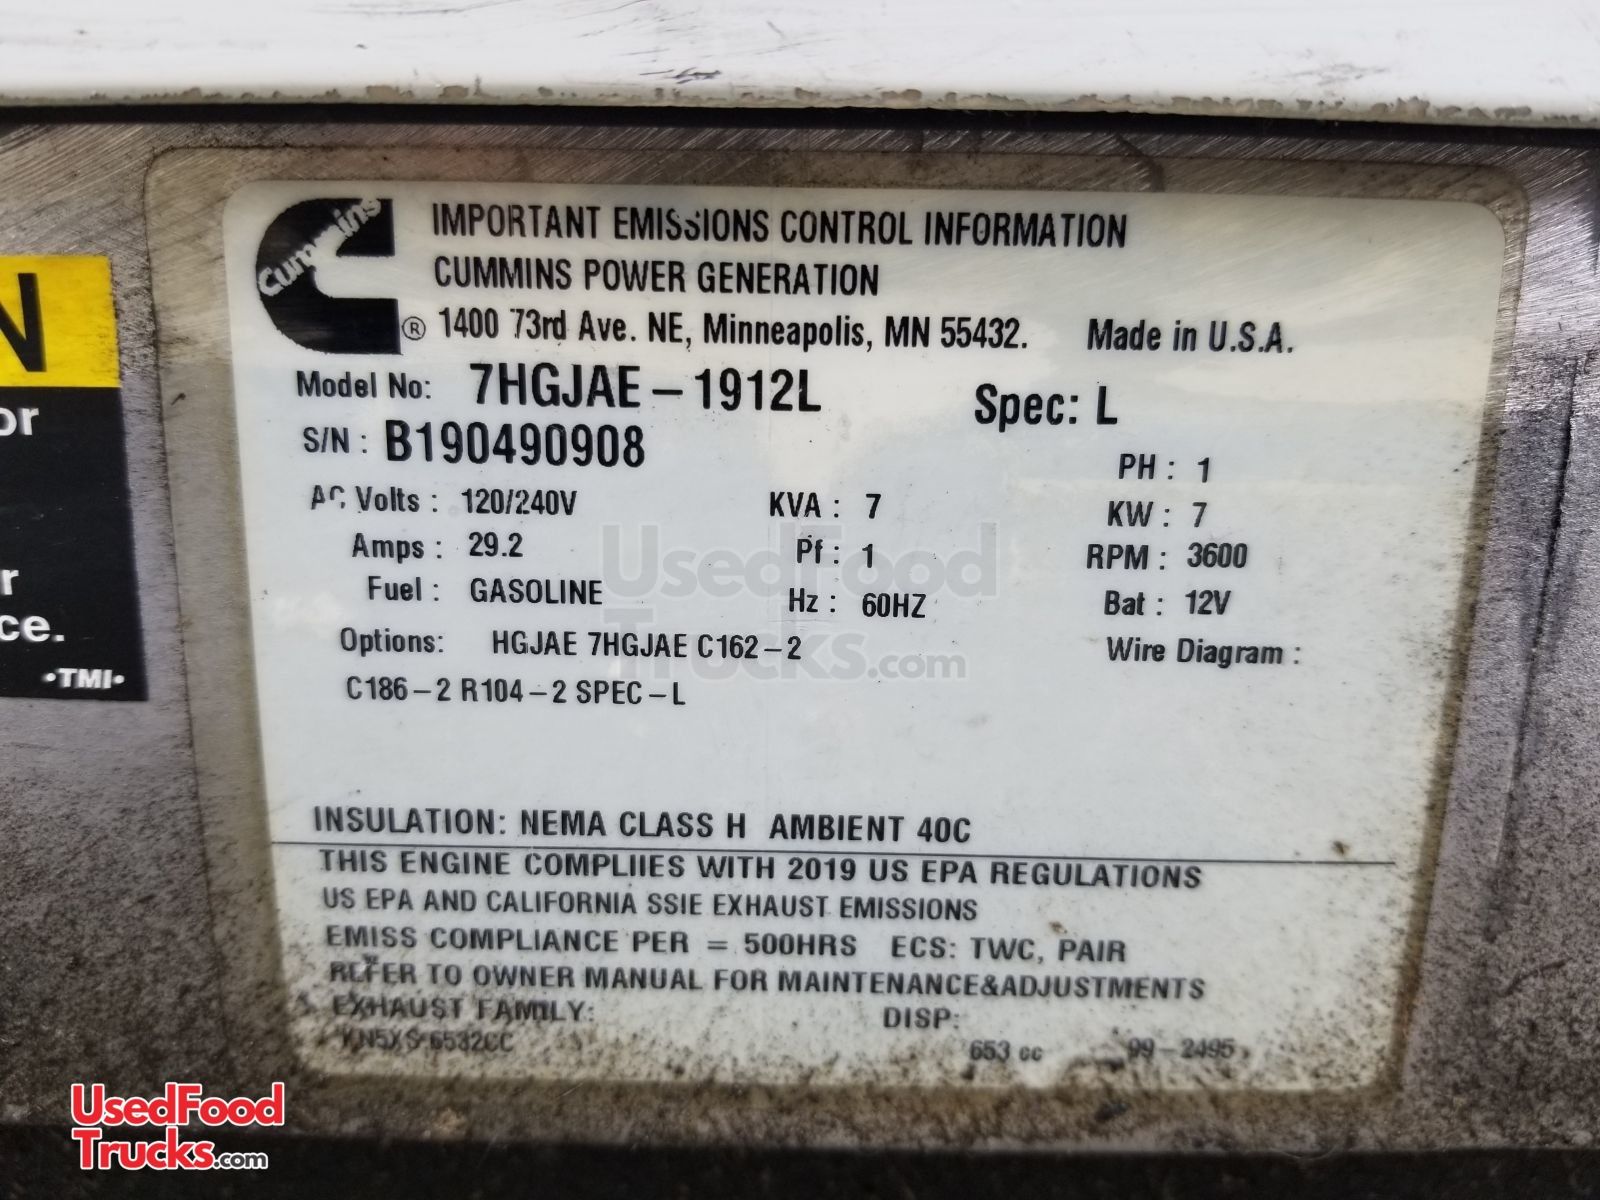 Cummins
®
IMPORTANT EMISSIONS CONTROL INFORMATION
CUMMINS POWER GENERATION
1400 73rd Ave. NE, Minneapolis, MN 55432. Made in U.S.A.
Model No: 7HGJAE-1912L Spec: L
S/N: B190490908 PH: 1
AC Volts: 120/240V KVA: 7 KW: 7
Amps: 29.2 Pf: 1 RPM: 3600
Fuel: GASOLINE Hz: 60HZ Bat: 12V
Options: HGJAE 7HGJAE C162-2 Wire Diagram:
C186-2 R104-2 SPEC-L
INSULATION: NEMA CLASS H AMBIENT 40C
THIS ENGINE COMPLIIES WITH 2019 US EPA REGULATIONS
US EPA AND CALIFORNIA SSIE EXHAUST EMISSIONS
EMISS COMPLIANCE PER = 500HRS ECS: TWC, PAIR
REFER TO OWNER MANUAL FOR MAINTENANCE&ADJUSTMENTS
EXHAUST FAMILY: DISP:
653 cc 99-2495
N
or
r
ce.
•TMI•
UsedFood
Trucks.com
UsedFood
Trucks.com